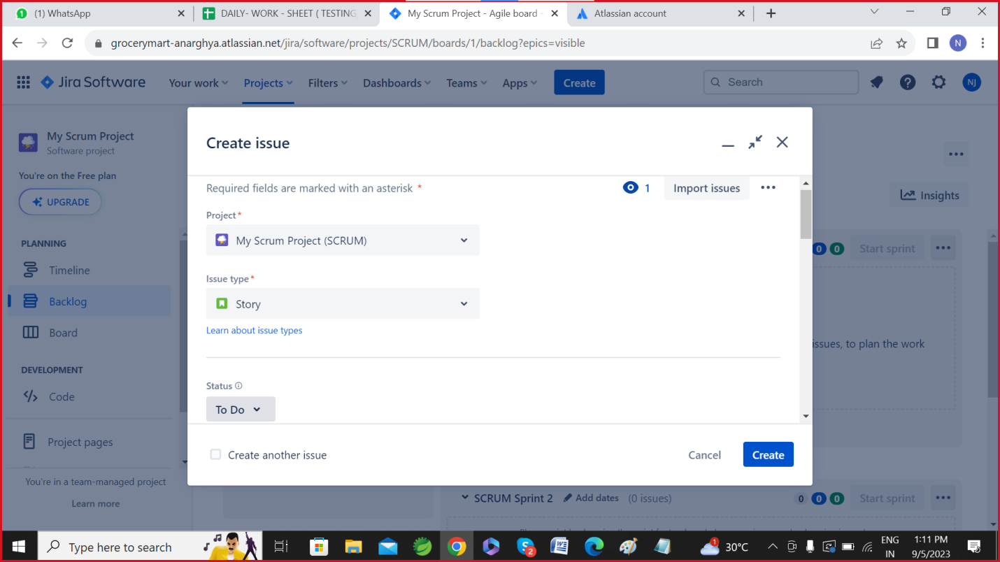 (1) WhatsApp
DAILY- WORK - SHEET ( TESTING
My Scrum Project - Agile board -
Atlassian account
grocerymart-anarghya.atlassian.net/jira/software/projects/SCRUM/boards/1/backlog?epics=visible
N
Jira Software
Your work
Projects
Filters
Dashboards
Teams
Apps
Create
Search
NJ
My Scrum Project
Software project
You're on the Free plan
UPGRADE
PLANNING
Timeline
Backlog
Board
DEVELOPMENT
Code
Project pages
You're in a team-managed project
Learn more
Create issue
Required fields are marked with an asterisk *
1
Import issues
Project *
My Scrum Project (SCRUM)
Issue type *
Story
Learn about issue types
Status
To Do
Create another issue
Cancel
Create
Insights
0 0 Start sprint
issues, to plan the work
SCRUM Sprint 2 Add dates (0 issues)
0 0 0 Start sprint
Type here to search
2
1
30°C
ENG
IN
1:11 PM
9/5/2023